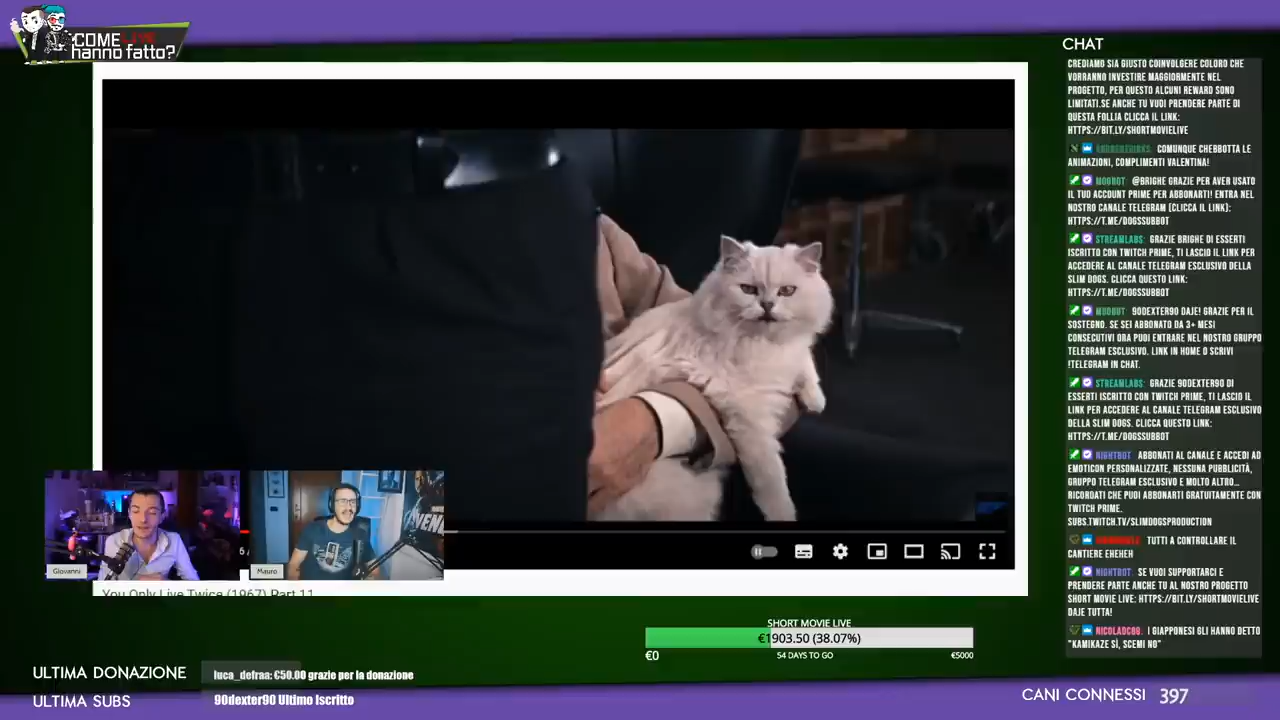 COME LIVE
hanno fatto?
CHAT
CREDIAMO SIA GIUSTO COINVOLGERE COLORO CHE
VORRANNO INVESTIRE MAGGIORMENTE NEL
PROGETTO, PER QUESTO ALCUNI REWARD SONO
LIMITATI.SE ANCHE TU VUOI PRENDERE PARTE DI
QUESTA FOLLIA CLICCA IL LINK:
HTTPS://BIT.LY/SHORTMOVIELIVE
COMUNQUE CHEBBOTTA LE
ANIMAZIONI, COMPLIMENTI VALENTINA!
MOOBOT: @BRIGHE GRAZIE PER AVER USATO
IL TUO ACCOUNT PRIME PER ABBONARTI! ENTRA NEL
NOSTRO CANALE TELEGRAM (CLICCA IL LINK):
HTTPS://T.ME/DOGSSUBBOT
STREAMLABS: GRAZIE BRIGHE DI ESSERTI
ISCRITTO CON TWITCH PRIME, TI LASCIO IL LINK PER
ACCEDERE AL CANALE TELEGRAM ESCLUSIVO DELLA
SLIM DOGS. CLICCA QUESTO LINK:
HTTPS://T.ME/DOGSSUBBOT
MOOBOT: 90DEXTER90 DAJE! GRAZIE PER IL
SOSTEGNO. SE SEI ABBONATO DA 3+ MESI
CONSECUTIVI ORA PUOI ENTRARE NEL NOSTRO GRUPPO
TELEGRAM ESCLUSIVO. LINK IN HOME O SCRIVI
!TELEGRAM IN CHAT.
STREAMLABS: GRAZIE 90DEXTER90 DI
ESSERTI ISCRITTO CON TWITCH PRIME, TI LASCIO IL
LINK PER ACCEDERE AL CANALE TELEGRAM ESCLUSIVO
DELLA SLIM DOGS. CLICCA QUESTO LINK:
HTTPS://T.ME/DOGSSUBBOT
NIGHTBOT: ABBONATI AL CANALE E ACCEDI AD
EMOTICON PERSONALIZZATE, NESSUNA PUBBLICITÀ,
GRUPPO TELEGRAM ESCLUSIVO E MOLTO ALTRO...
RICORDATI CHE PUOI ABBONARTI GRATUITAMENTE CON
TWITCH PRIME.
SUBS.TWITCH.TV/SLIMDOGSPRODUCTION
TUTTI A CONTROLLARE IL
CANTIERE EHEHEH
NIGHTBOT: SE VUOI SUPPORTARCI E
PRENDERE PARTE ANCHE TU AL NOSTRO PROGETTO
SHORT MOVIE LIVE: HTTPS://BIT.LY/SHORTMOVIELIVE
DAJE TUTTA!
NICOLADC86: I GIAPPONESI GLI HANNO DETTO
"KAMIKAZE SÌ, SCEMI NO"
Giovanni
Mauro
You Only Live Twice (1967) Part 11
SHORT MOVIE LIVE
€1903.50 (38.07%)
€0
54 DAYS TO GO
€5000
ULTIMA DONAZIONE
luca_defraa: €50.00 grazie per la donazione
ULTIMA SUBS
90dexter90 Ultimo Iscritto
CANI CONNESSI 397